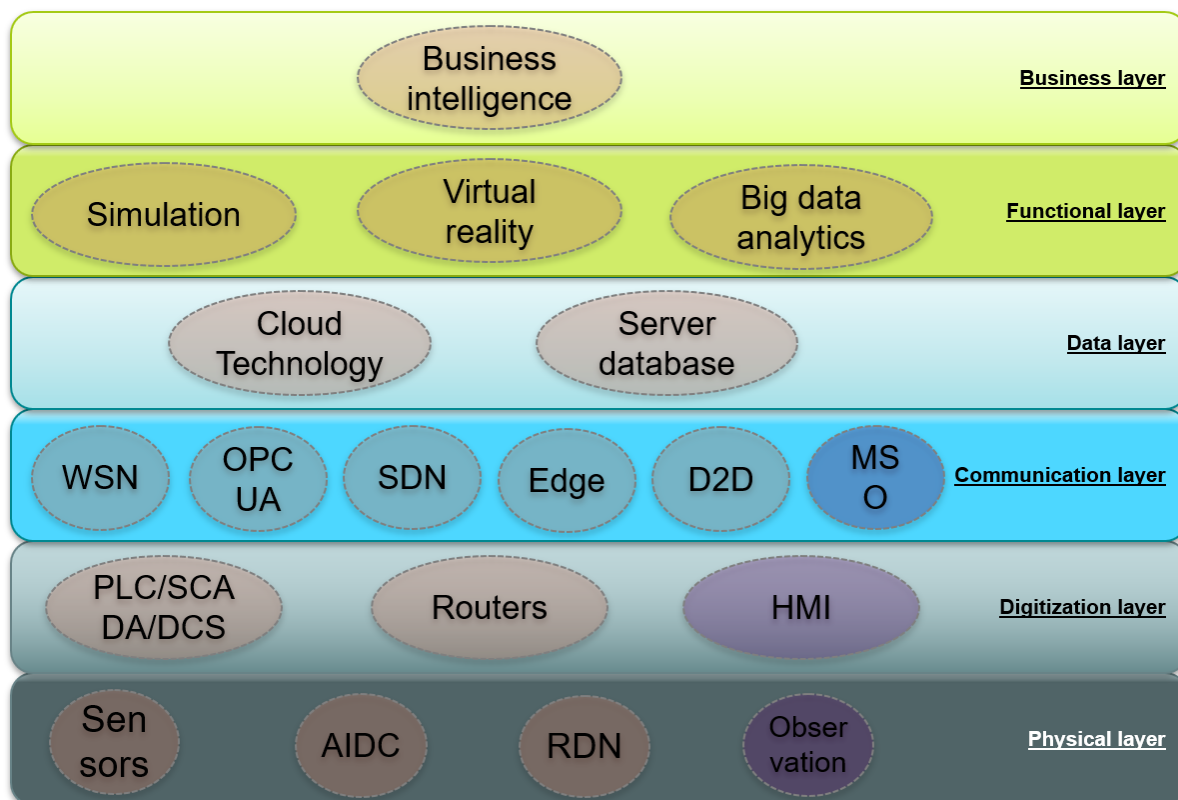 Business
intelligence
Business layer
Simulation
Virtual
reality
Big data
analytics
Functional layer
Cloud
Technology
Server
database
Data layer
WSN
OPC
UA
SDN
Edge
D2D
MS
O
Communication layer
PLC/SCA
DA/DCS
Routers
HMI
Digitization layer
Sen
sors
AIDC
RDN
Obser
vation
Physical layer